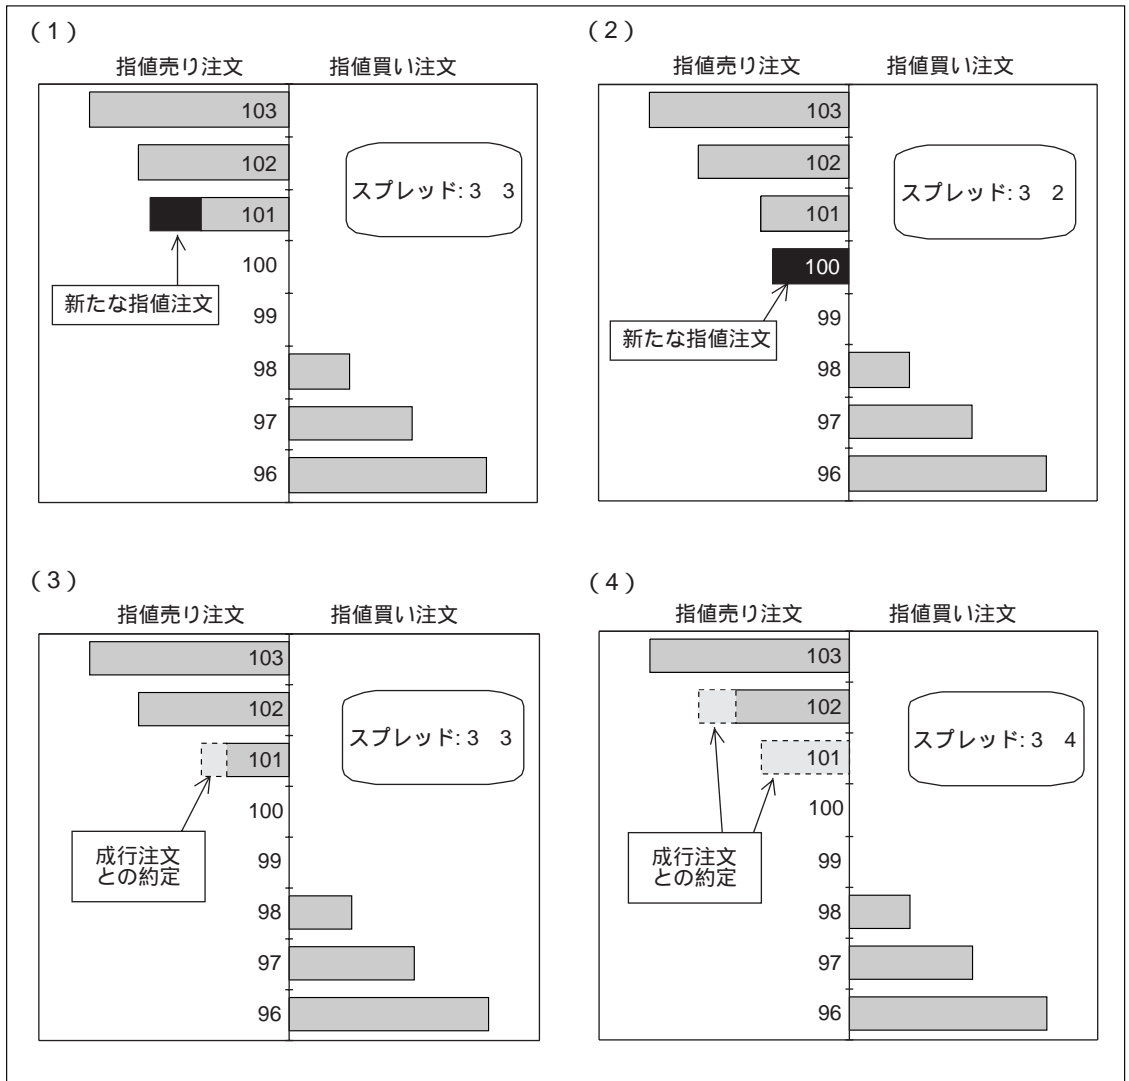 (1)
指値売り注文 指値買い注文
103
102
スプレッド: 3 3
101
100
新たな指値注文
99
98
97
96
(2)
指値売り注文 指値買い注文
103
102
スプレッド: 3 2
101
100
99
新たな指値注文
98
97
96
(3)
指値売り注文 指値買い注文
103
102
スプレッド: 3 3
101
100
成行注文
との約定
99
98
97
96
(4)
指値売り注文 指値買い注文
103
102
スプレッド: 3 4
101
100
成行注文
との約定
99
98
97
96